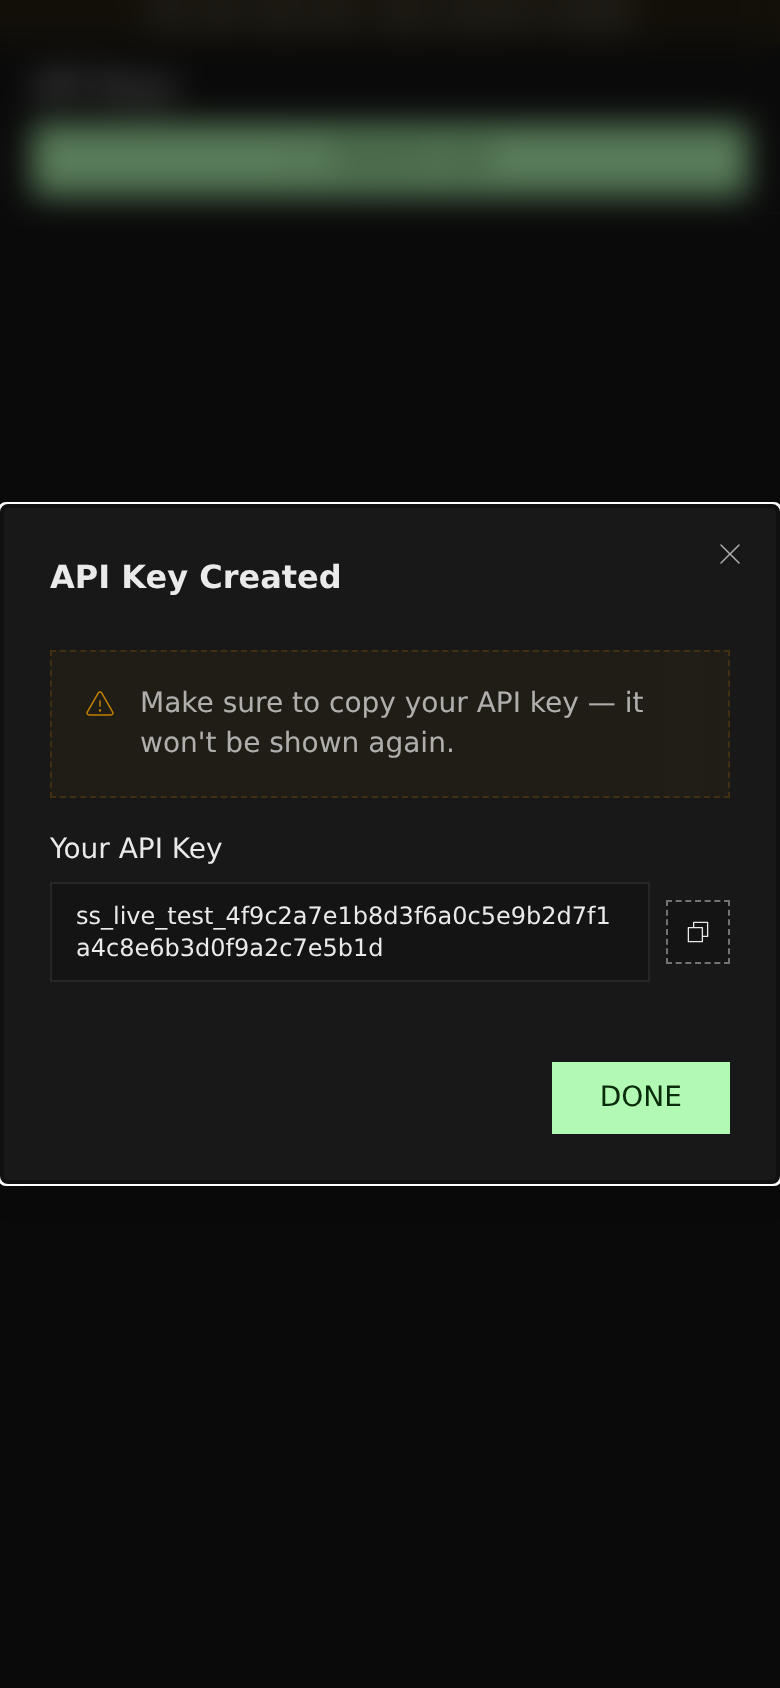 API Key Created
Make sure to copy your API key — it
won't be shown again.
Your API Key
ss_live_test_4f9c2a7e1b8d3f6a0c5e9b2d7f1
a4c8e6b3d0f9a2c7e5b1d
DONE